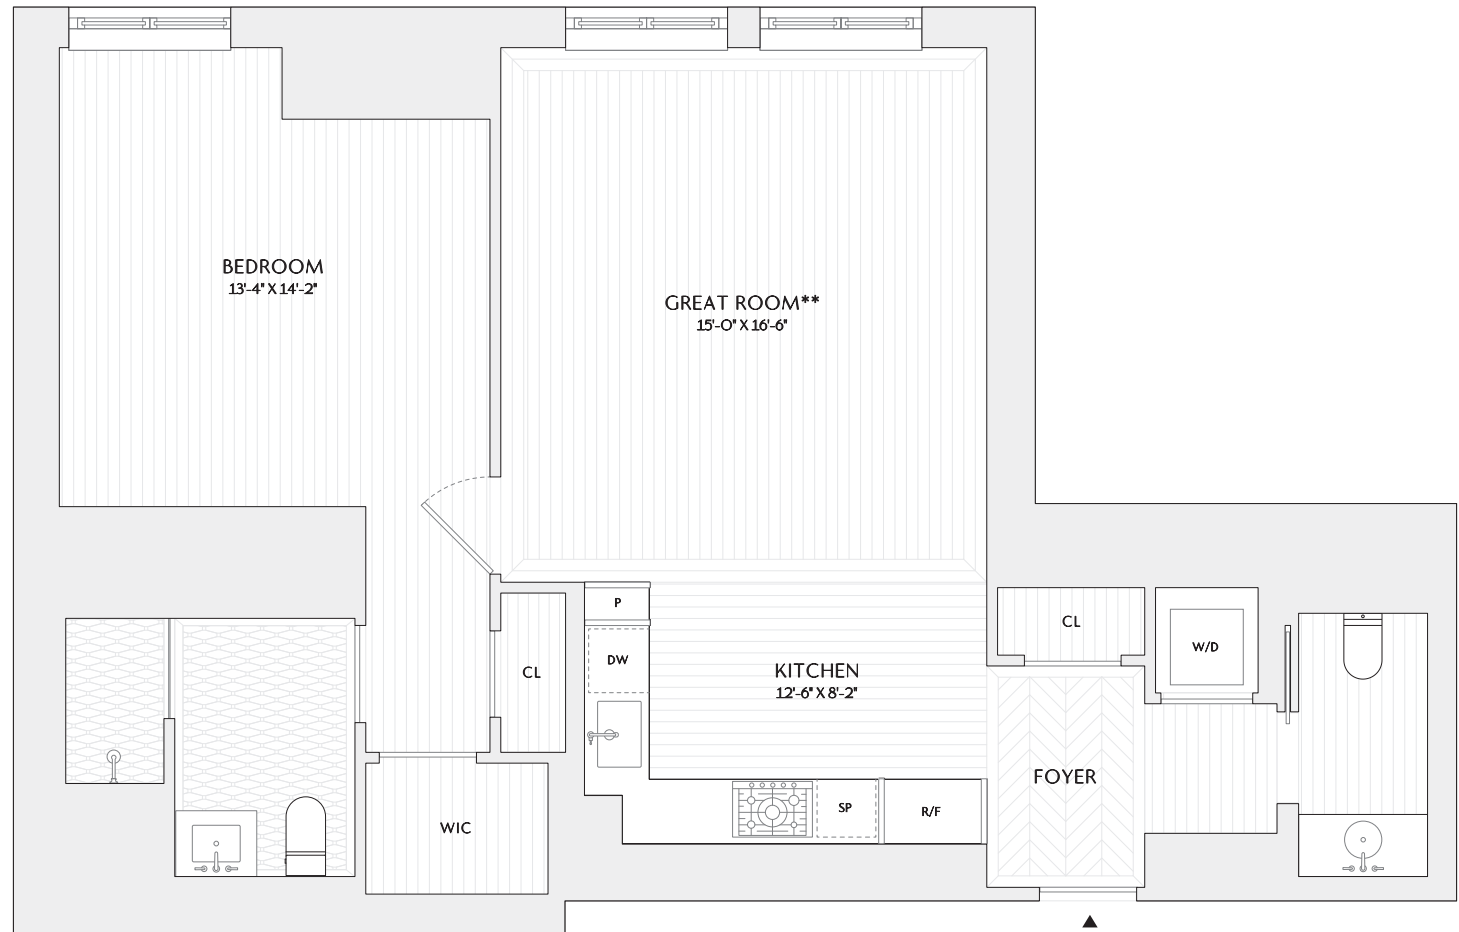 BEDROOM
13'-4" X 14'-2"
GREAT ROOM**
15'-0" X 16'-6"
P
DW
CL
KITCHEN
12'-6" X 8'-2"
CL
W/D
FOYER
WIC
SP
R/F